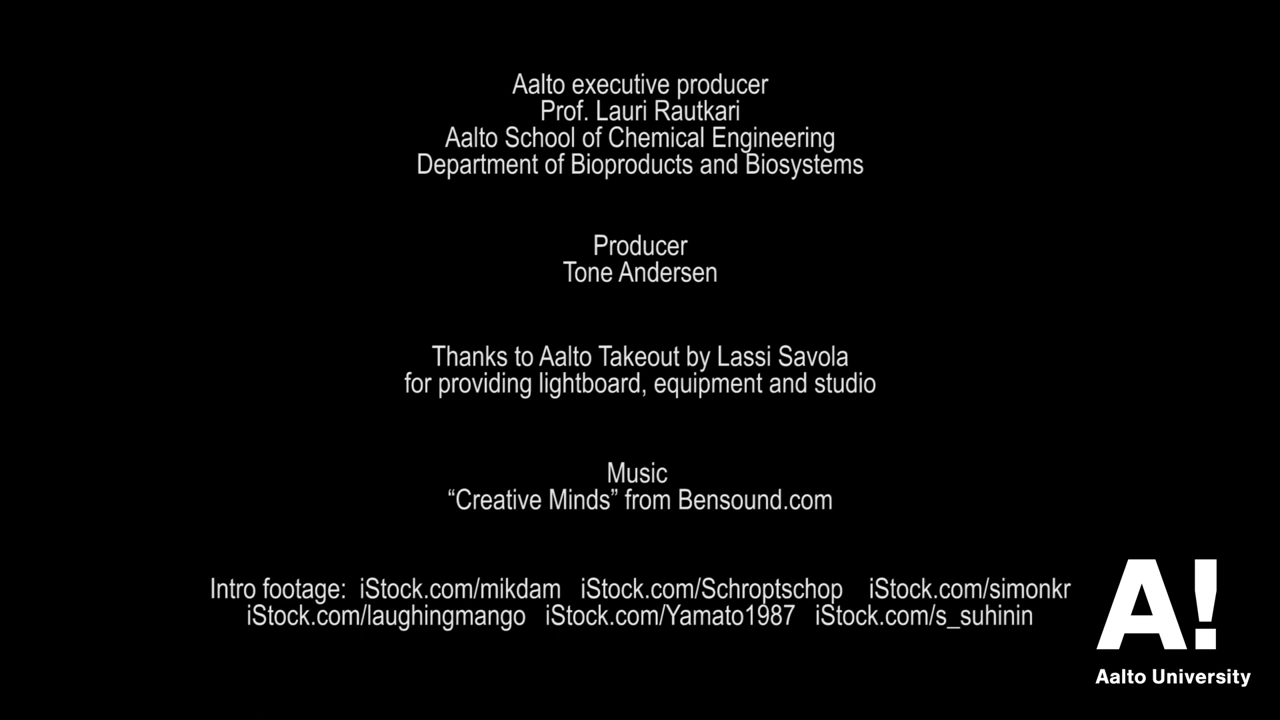 Aalto executive producer
Prof. Lauri Rautkari
Aalto School of Chemical Engineering
Department of Bioproducts and Biosystems
Producer
Tone Andersen
Thanks to Aalto Takeout by Lassi Savola
for providing lightboard, equipment and studio
Music
“Creative Minds” from Bensound.com
Intro footage:  iStock.com/mikdam   iStock.com/Schroptschop    iStock.com/simonkr
iStock.com/laughingmango   iStock.com/Yamato1987   iStock.com/s_suhinin
A!
Aalto University